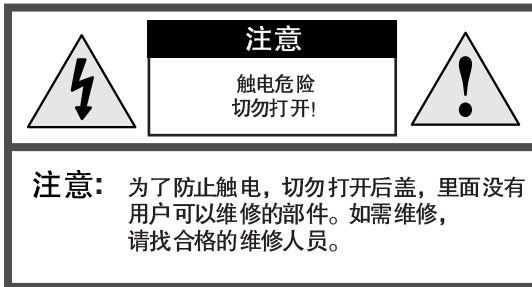 注意
触电危险
切勿打开!
!
注意: 为了防止触电，切勿打开后盖，里面没有
用户可以维修的部件。如需维修，
请找合格的维修人员。